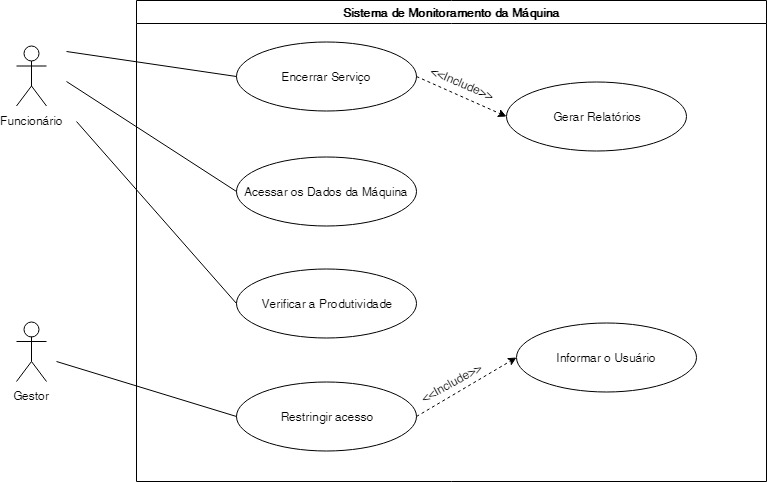 Sistema de Monitoramento da Máquina
Encerrar Serviço
<<Include>>
Gerar Relatórios
Funcionário
Acessar os Dados da Máquina
Verificar a Produtividade
Informar o Usuário
<<Include>>
Gestor
Restringir acesso